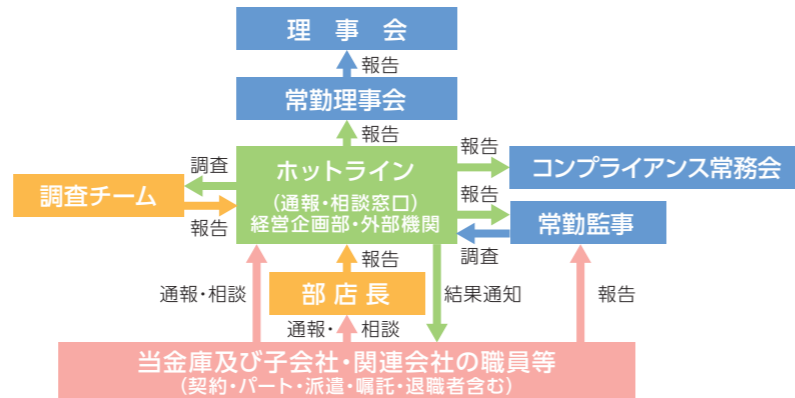 理事会
報告
常勤理事会
報告
ホットライン
（通報・相談窓口）
経営企画部・外部機関
調査
調査チーム
報告
報告
コンプライアンス常務会
報告
常勤監事
調査
報告
部店長
通報・相談
通報・相談
結果通知
報告
当金庫及び子会社・関連会社の職員等
（契約・パート・派遣・嘱託・退職者含む）